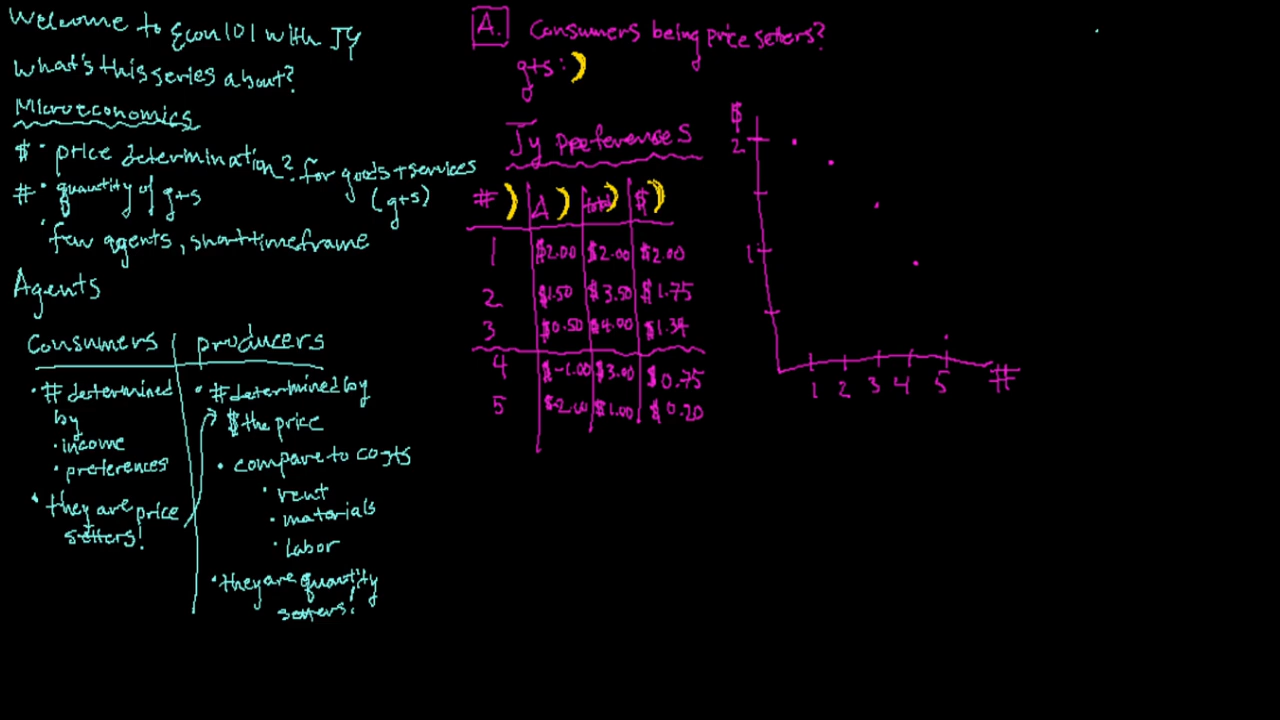 Welcome to Econ101 with JY
What's this series about?
Microeconomics
$ • price determination? for goods + services
(g+s)
# • quantity of g+s
• few agents, short timeframe
Agents
Consumers
• # determined
by
• income
• preferences
• they are price
setters!
producers
• # determined by
$ the price
• compare to costs
• rent
• materials
• labor
• they are quantity
setters!
A. Consumers being price setters?
g+s:
JY preferences
# Δ total $
1 $2.00 $2.00 $2.00
2 $1.50 $3.50 $1.75
3 $0.50 $4.00 $1.34
4 $-1.00 $3.00 $0.75
5 $-2.00 $1.00 $0.20
$
2
1
1 2 3 4 5 #